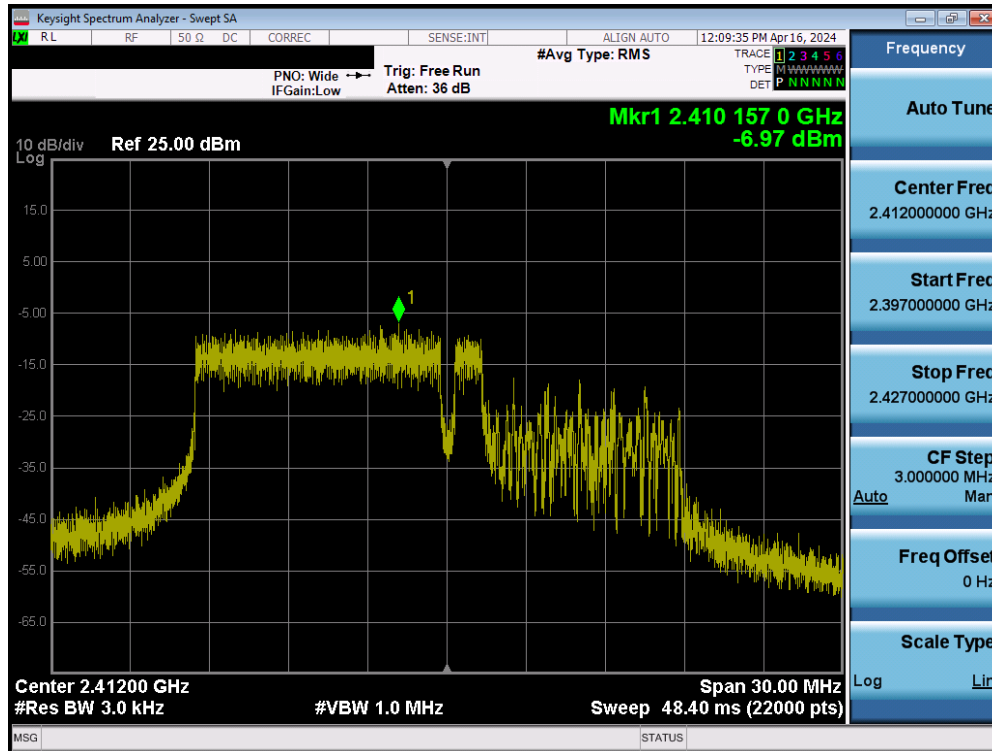 Keysight Spectrum Analyzer - Swept SA
LXI RL RF 50 Ω DC CORREC SENSE:INT ALIGN AUTO 12:09:35 PM Apr 16, 2024
#Avg Type: RMS TRACE 1 2 3 4 5 6
PNO: Wide Trig: Free Run TYPE M W W W W W
IFGain:Low Atten: 36 dB DET P N N N N N
Mkr1 2.410 157 0 GHz
-6.97 dBm
10 dB/div Ref 25.00 dBm
Log
15.0
5.00
1
-5.00
-15.0
-25.0
-35.0
-45.0
-55.0
-65.0
Center 2.41200 GHz Span 30.00 MHz
#Res BW 3.0 kHz #VBW 1.0 MHz Sweep 48.40 ms (22000 pts)
MSG STATUS
Frequency
Auto Tune
Center Freq
2.412000000 GHz
Start Freq
2.397000000 GHz
Stop Freq
2.427000000 GHz
CF Step
3.000000 MHz
Auto Man
Freq Offset
0 Hz
Scale Type
Log Lin